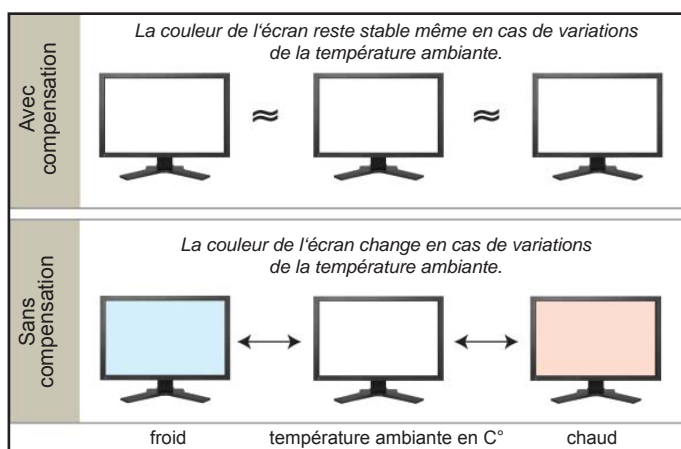 Avec
compensation
La couleur de l‘écran reste stable même en cas de variations
de la température ambiante.
≈ ≈
Sans
compensation
La couleur de l‘écran change en cas de variations
de la température ambiante.
froid température ambiante en C° chaud